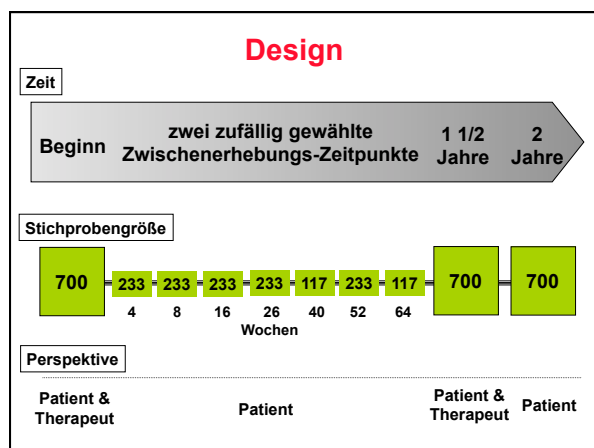 Design
Zeit
Beginn
zwei zufällig gewählte
Zwischenerhebungs-Zeitpunkte
1 1/2
Jahre
2
Jahre
Stichprobengröße
700 233 233 233 233 117 233 117 700 700
4 8 16 26 40 52 64
Wochen
Perspektive
Patient &
Therapeut
Patient
Patient &
Therapeut
Patient